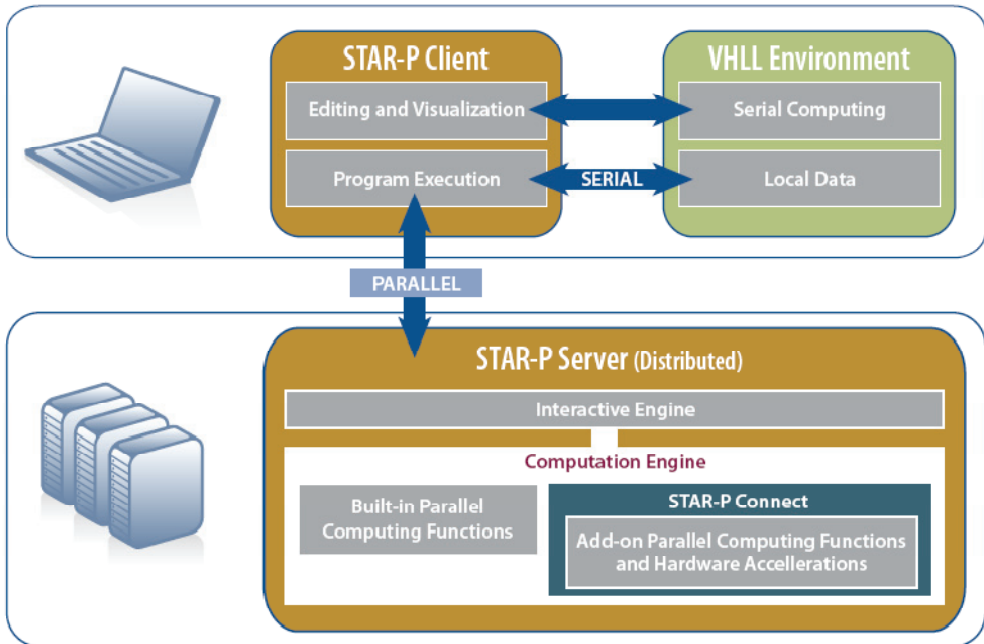 STAR-P Client
VHLL Environment
Editing and Visualization
Serial Computing
Program Execution
SERIAL
Local Data
PARALLEL
STAR-P Server (Distributed)
Interactive Engine
Computation Engine
Built-in Parallel
Computing Functions
STAR-P Connect
Add-on Parallel Computing Functions
and Hardware Accellerations